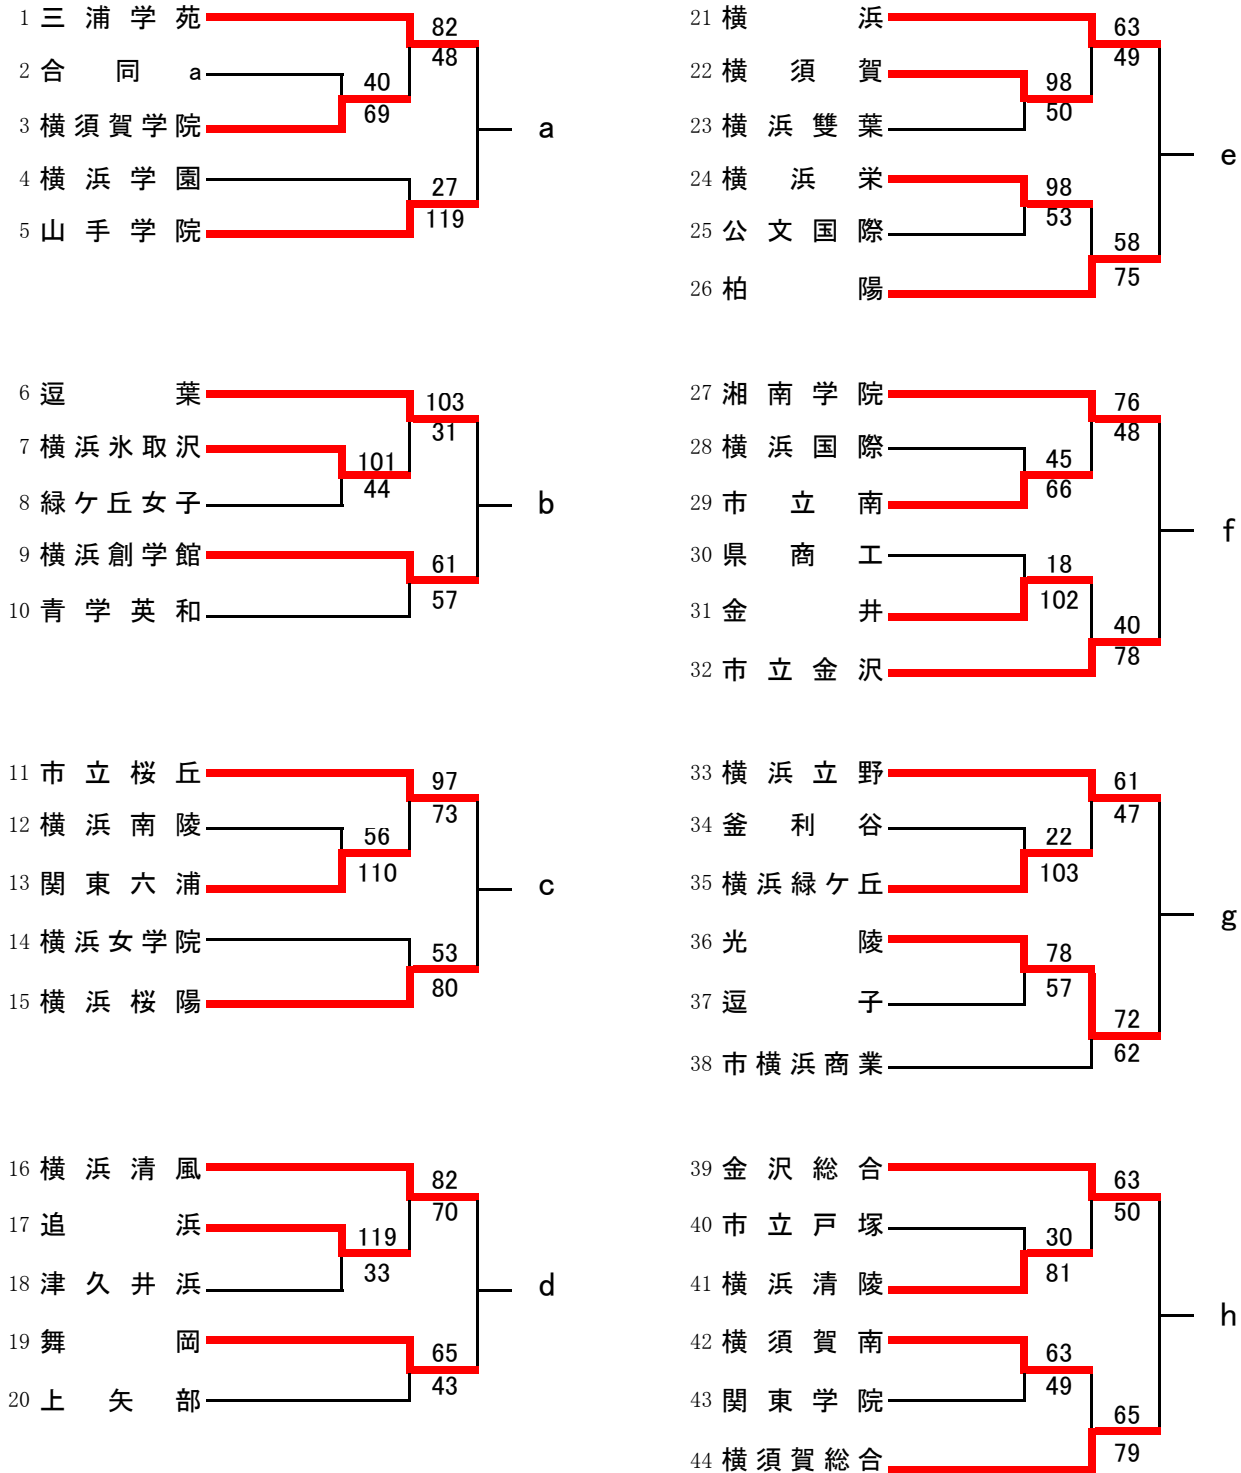 1 三浦学苑
82
48
2 合同a
40
69
3 横須賀学院
a
4 横浜学園
27
119
5 山手学院
6 逗葉
103
31
7 横浜氷取沢
101
44
8 緑ケ丘女子
b
9 横浜創学館
61
57
10 青学英和
11 市立桜丘
97
73
12 横浜南陵
56
110
13 関東六浦
c
14 横浜女学院
53
80
15 横浜桜陽
16 横浜清風
82
70
17 追浜
119
33
18 津久井浜
d
19 舞岡
65
43
20 上矢部
21 横浜
63
49
22 横須賀
98
50
23 横浜雙葉
e
24 横浜栄
98
53
25 公文国際
58
75
26 柏陽
27 湘南学院
76
48
28 横浜国際
45
66
29 市立南
f
30 県商工
18
102
31 金井
40
78
32 市立金沢
33 横浜立野
61
47
34 釜利谷
22
103
35 横浜緑ケ丘
g
36 光陵
78
57
37 逗子
72
62
38 市横浜商業
39 金沢総合
63
50
40 市立戸塚
30
81
41 横浜清陵
h
42 横須賀南
63
49
43 関東学院
65
79
44 横須賀総合